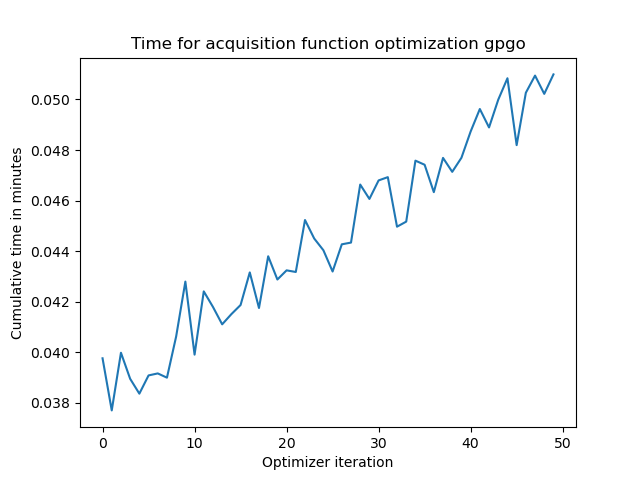 Time for acquisition function optimization gpgo
0.050
0.048
0.046
0.044
0.042
0.040
0.038
Cumulative time in minutes
0 10 20 30 40 50
Optimizer iteration